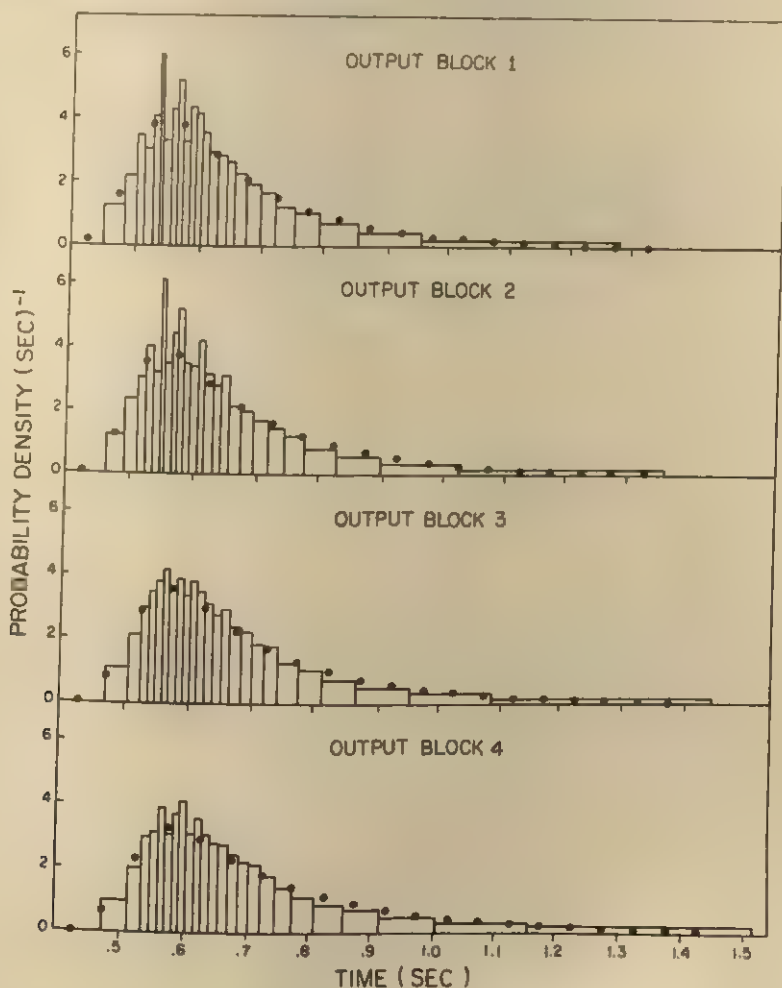 OUTPUT BLOCK 1
6
4
2
0
OUTPUT BLOCK 2
6
4
2
0
OUTPUT BLOCK 3
6
4
2
0
OUTPUT BLOCK 4
6
4
2
0
PROBABILITY DENSITY (SEC)⁻¹
.5 .6 .7 .8 .9 1.0 1.1 1.2 1.3 1.4 1.5
TIME (SEC)